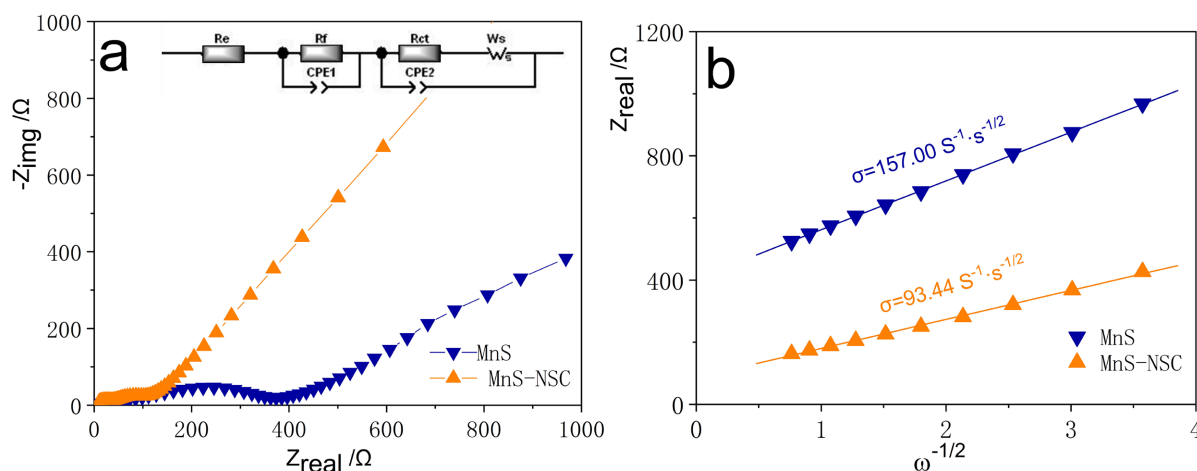 a
Re
Rf
Rct
Ws
CPE1
CPE2
W
s
-Zimg /Ω
1000
800
600
400
200
0
MnS
MnS-NSC
0 200 400 600 800 1000
Zreal /Ω
b
Zreal /Ω
1200
800
400
0
σ=157.00 S⁻¹·s⁻¹/²
σ=93.44 S⁻¹·s⁻¹/²
MnS
MnS-NSC
1 2 3 4
ω⁻¹/²